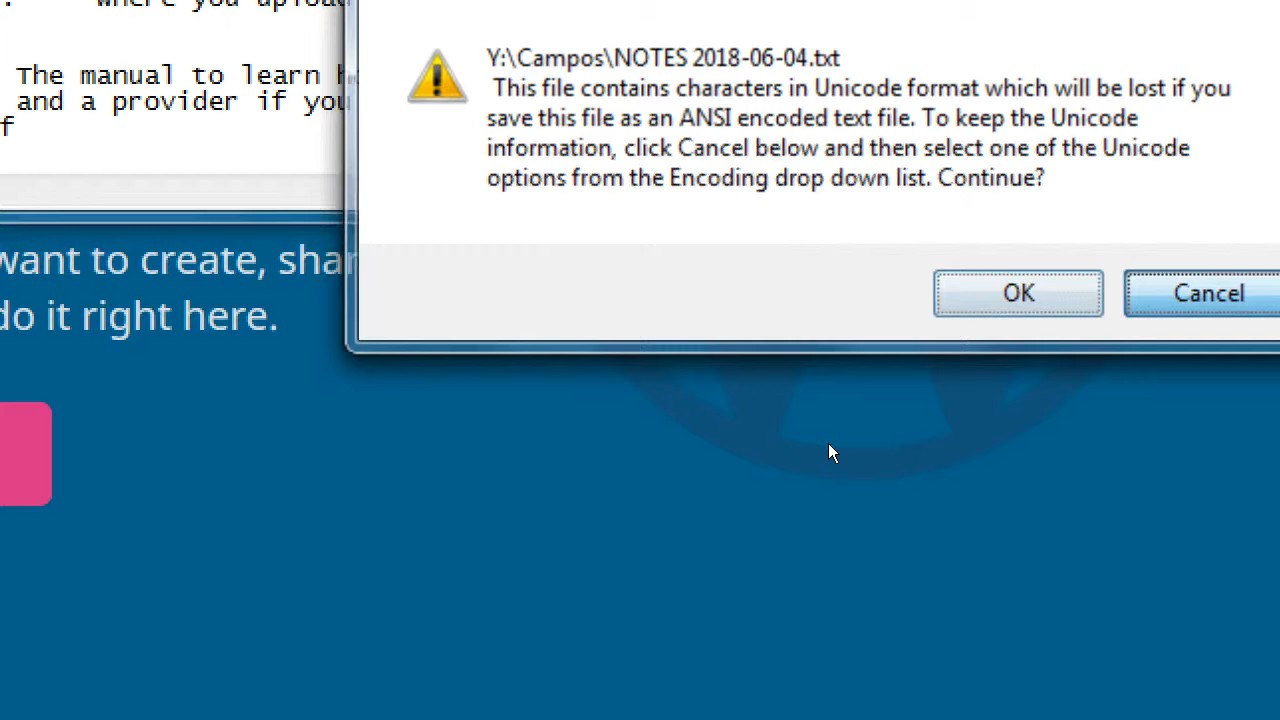 where you upload
The manual to learn
and a provider if you
f
Y:\Campos\NOTES 2018-06-04.txt
This file contains characters in Unicode format which will be lost if you
save this file as an ANSI encoded text file. To keep the Unicode
information, click Cancel below and then select one of the Unicode
options from the Encoding drop down list. Continue?
OK
Cancel
want to create, shar
do it right here.